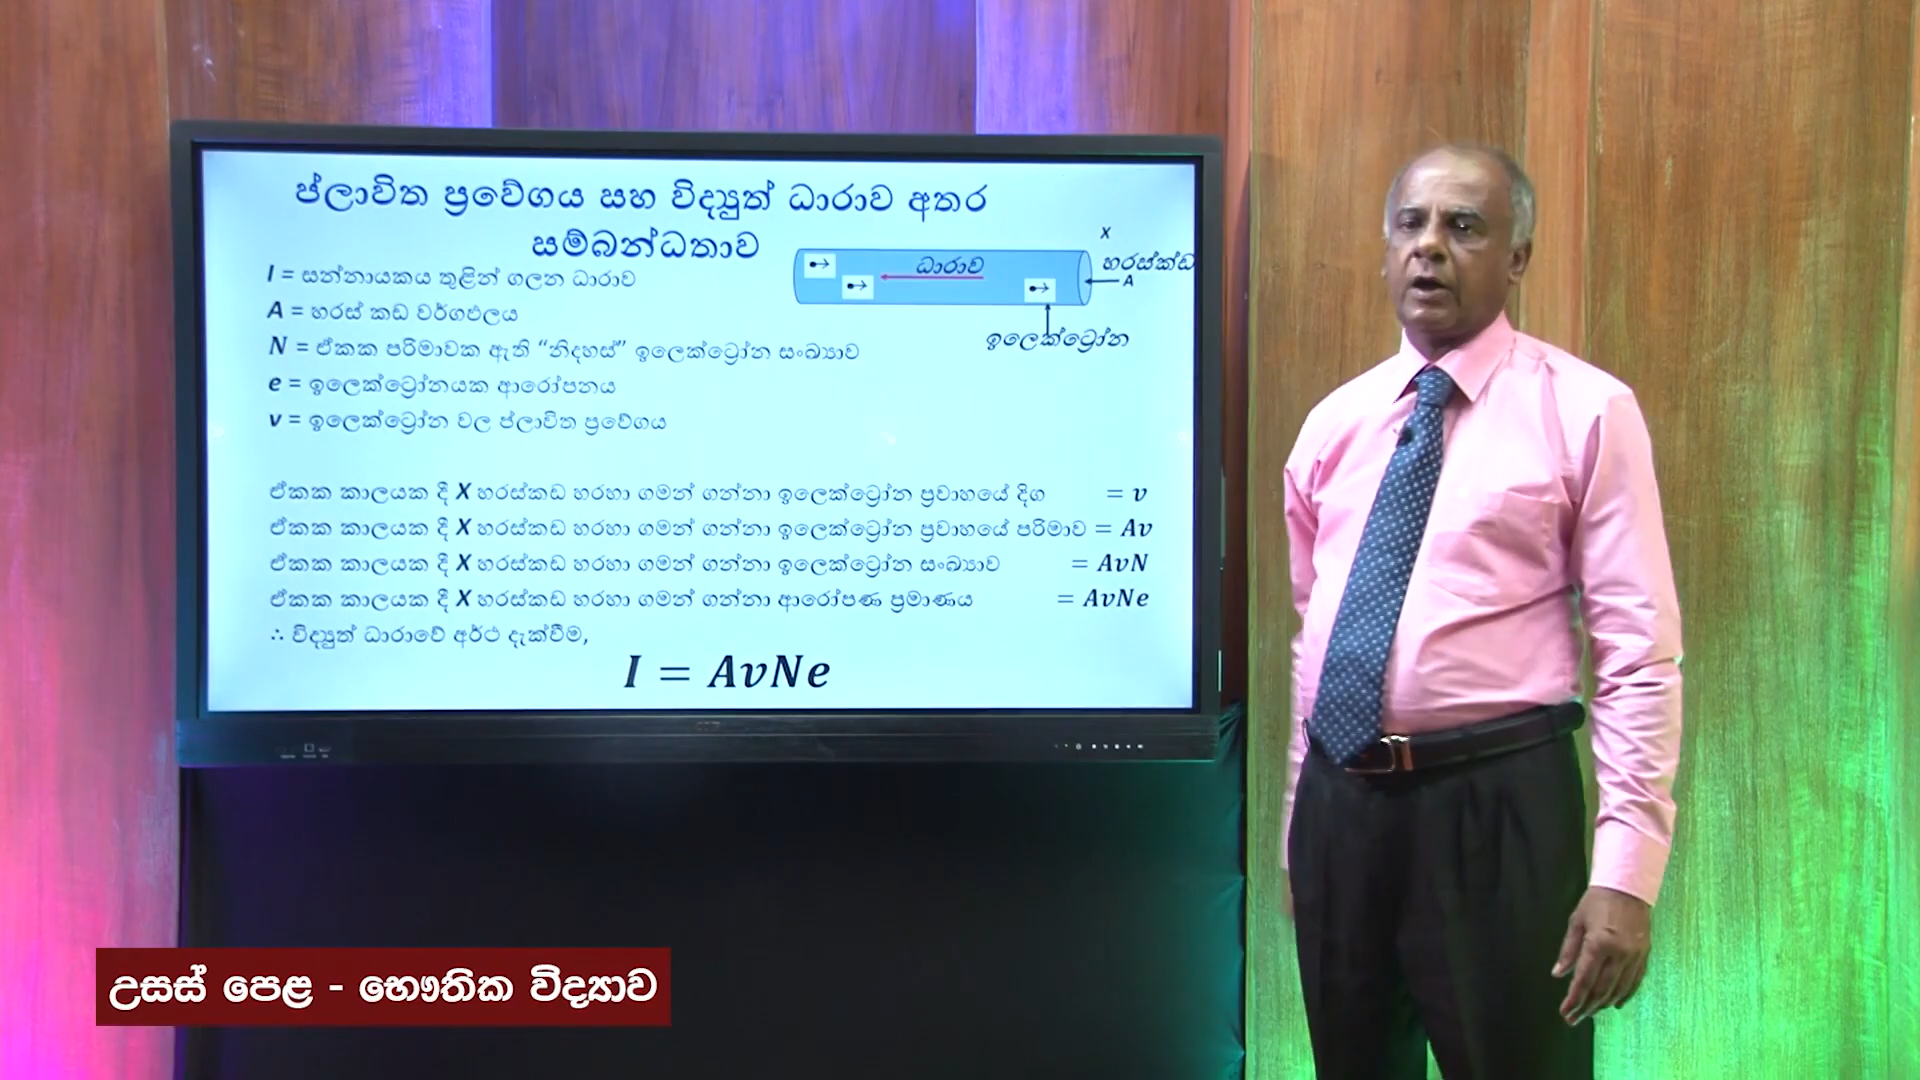 ප්ලාවිත ප්‍රවේගය සහ විද්‍යුත් ධාරාව අතර
සම්බන්ධතාව
X
හරස්ක්ඩ
A
ධාරාව
ඉලෙක්ට්‍රෝන
I = සන්නායකය තුළින් ගලන ධාරාව
A = හරස් කඩ වර්ගඵලය
N = ඒකක පරිමාවක ඇති “නිදහස්” ඉලෙක්ට්‍රෝන සංඛ්‍යාව
e = ඉලෙක්ට්‍රෝනයක ආරෝපනය
v = ඉලෙක්ට්‍රෝන වල ප්ලාවිත ප්‍රවේගය
ඒකක කාලයක දී X හරස්කඩ හරහා ගමන් ගන්නා ඉලෙක්ට්‍රෝන ප්‍රවාහයේ දිග = v
ඒකක කාලයක දී X හරස්කඩ හරහා ගමන් ගන්නා ඉලෙක්ට්‍රෝන ප්‍රවාහයේ පරිමාව = Av
ඒකක කාලයක දී X හරස්කඩ හරහා ගමන් ගන්නා ඉලෙක්ට්‍රෝන සංඛ්‍යාව = AvN
ඒකක කාලයක දී X හරස්කඩ හරහා ගමන් ගන්නා ආරෝපණ ප්‍රමාණය = AvNe
∴ විද්‍යුත් ධාරාවේ අර්ථ දැක්වීම,
I = AvNe
උසස් පෙළ - භෞතික විද්‍යාව